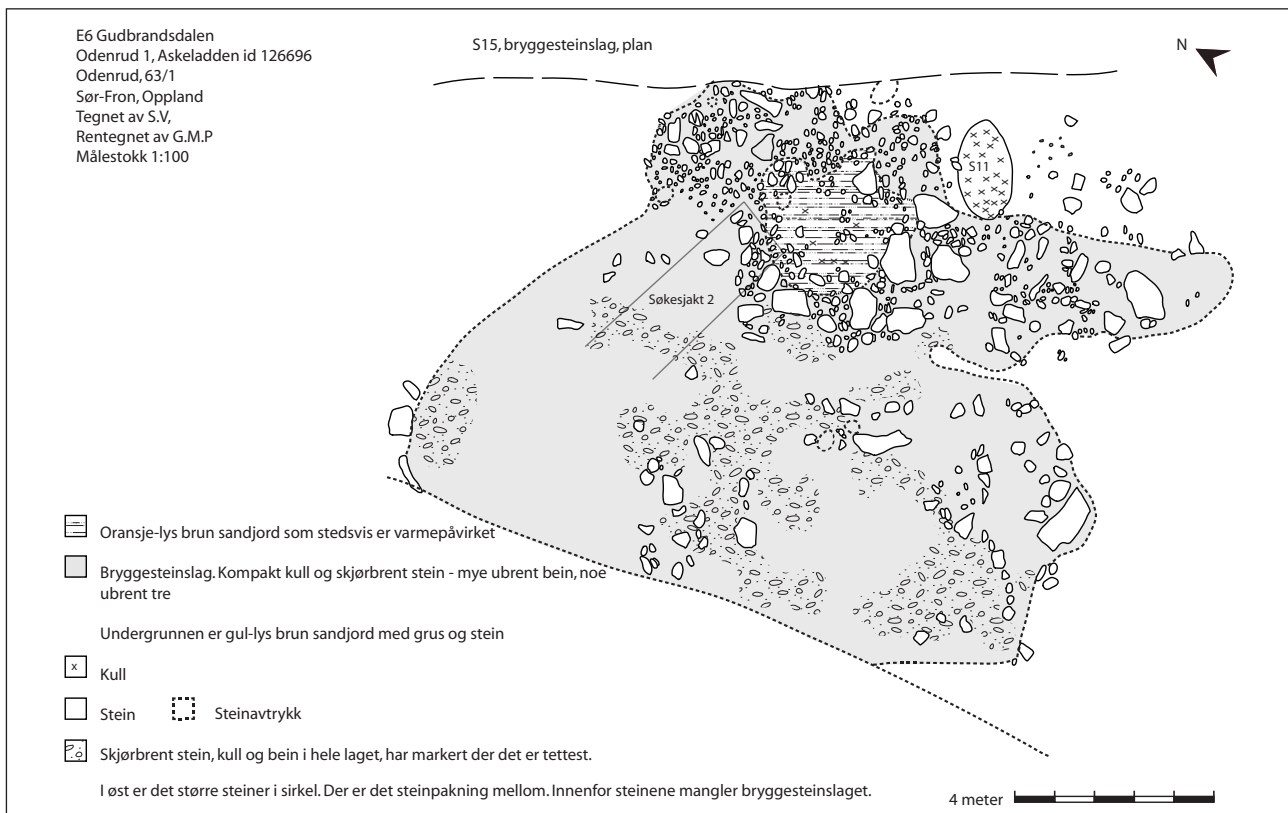 E6 Gudbrandsdalen
Odenrud 1, Askeladden id 126696
Odenrud, 63/1
Sør-Fron, Oppland
Tegnet av S.V,
Rentegnet av G.M.P
Målestokk 1:100
S15, bryggesteinslag, plan
N
S11
Søkesjakt 2
Oransje-lys brun sandjord som stedsvis er varmepåvirket
Bryggesteinslag. Kompakt kull og skjørbrent stein - mye ubrent bein, noe
ubrent tre
Undergrunnen er gul-lys brun sandjord med grus og stein
x Kull
Stein Steinavtrykk
Skjørbrent stein, kull og bein i hele laget, har markert der det er tettest.
I øst er det større steiner i sirkel. Der er det steinpakning mellom. Innenfor steinene mangler bryggesteinslaget.
4 meter